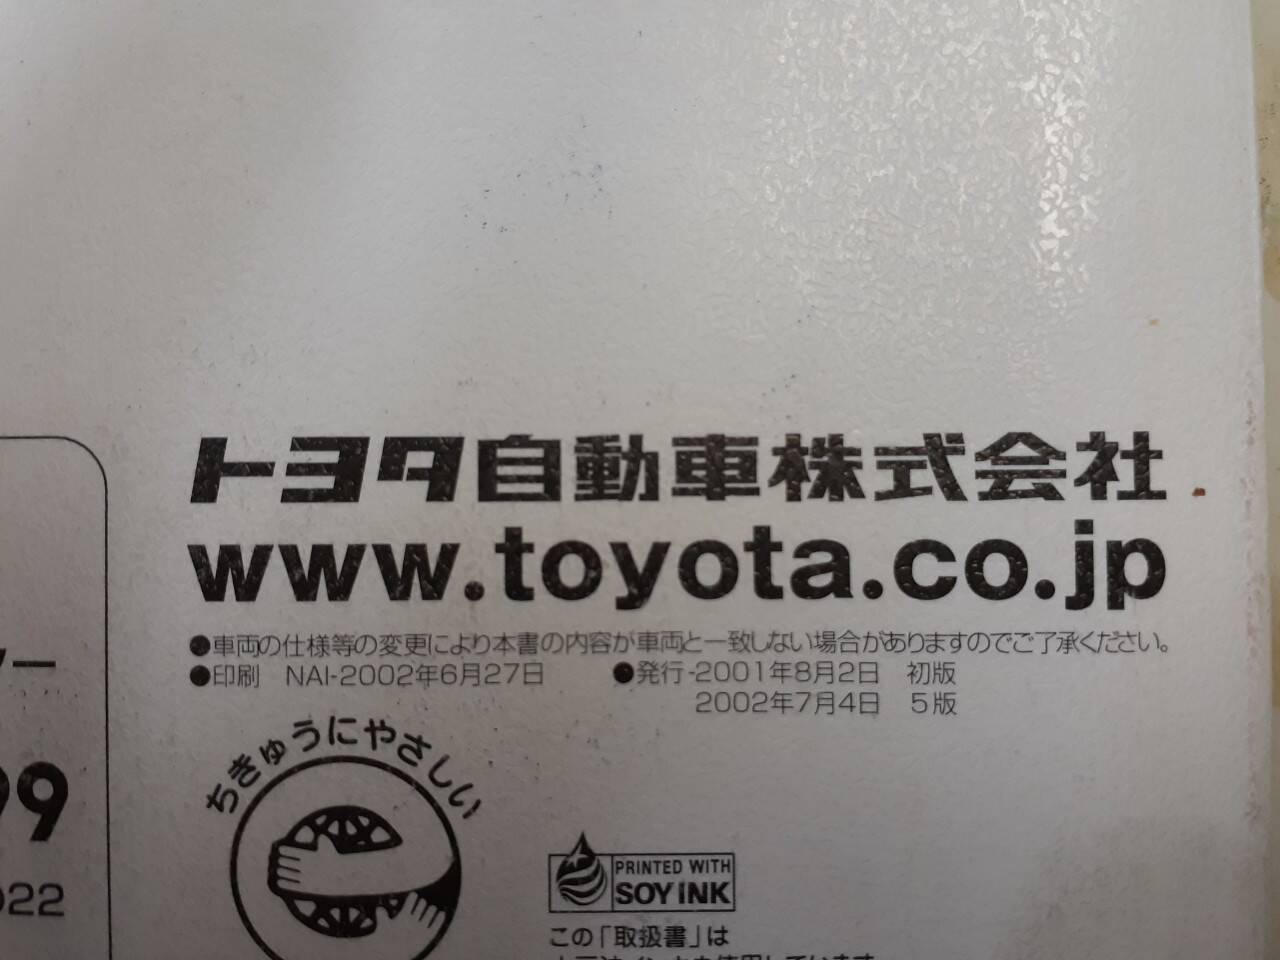 トヨタ自動車株式会社
www.toyota.co.jp
●車両の仕様等の変更により本書の内容が車両と一致しない場合がありますのでご了承ください。
●印刷 NAI-2002年6月27日 ●発行-2001年8月2日 初版
2002年7月4日 5版
ちきゅうにやさしい
99
022
PRINTED WITH
SOY INK
この「取扱書」は